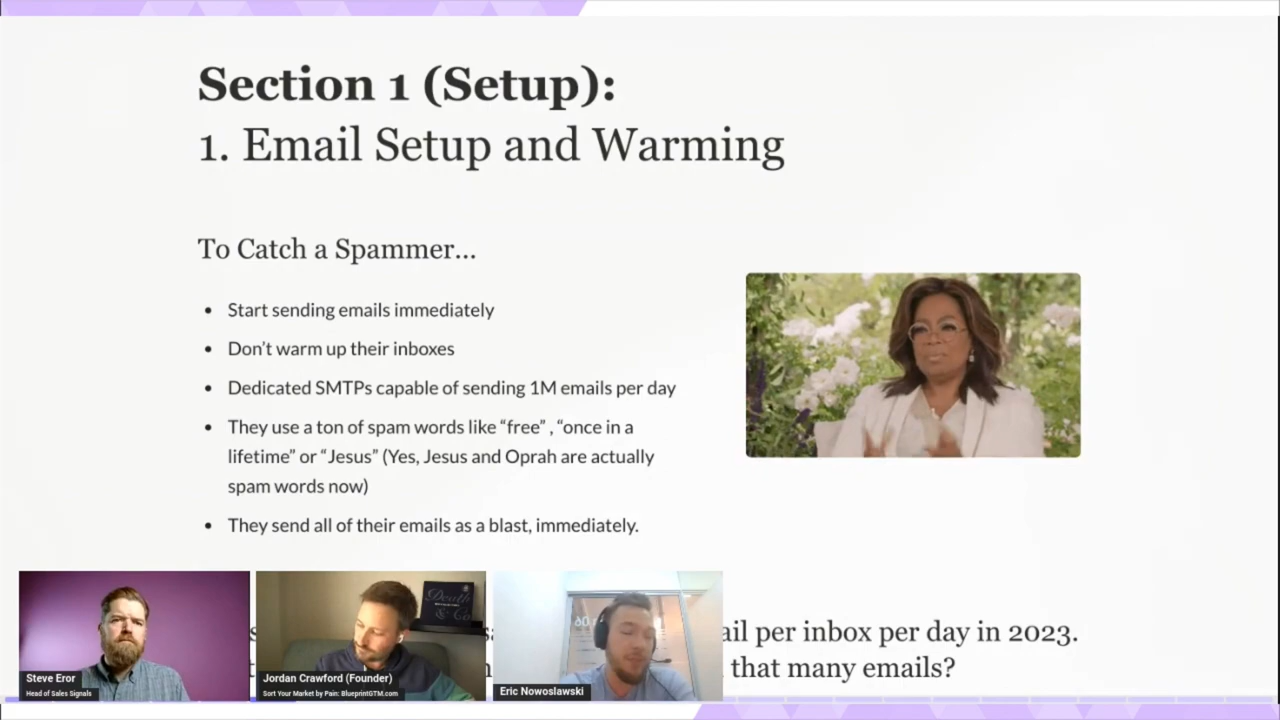 Section 1 (Setup):
1. Email Setup and Warming
To Catch a Spammer...
• Start sending emails immediately
• Don’t warm up their inboxes
• Dedicated SMTPs capable of sending 1M emails per day
• They use a ton of spam words like “free” , “once in a
lifetime” or “Jesus” (Yes, Jesus and Oprah are actually
spam words now)
• They send all of their emails as a blast, immediately.
per inbox per day in 2023.
that many emails?
Death
& Co
Steve Eror
Head of Sales Signals
Jordan Crawford (Founder)
Sort Your Market by Pain: BlueprintGTM.com
Eric Nowoslawski